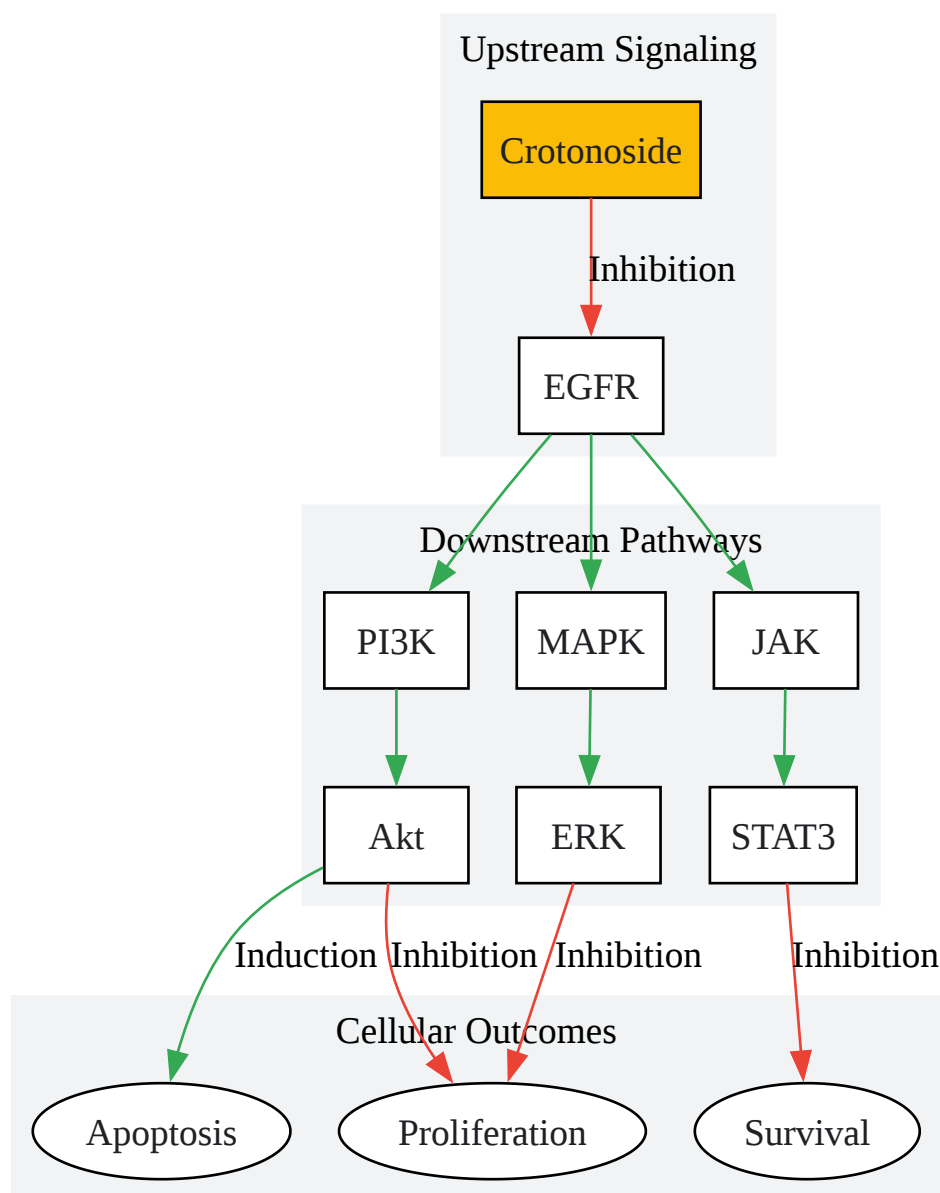 Upstream Signaling
Crotonoside
Inhibition
EGFR
Downstream Pathways
PI3K
MAPK
JAK
Akt
ERK
STAT3
Induction
Inhibition
Inhibition
Inhibition
Cellular Outcomes
Apoptosis
Proliferation
Survival